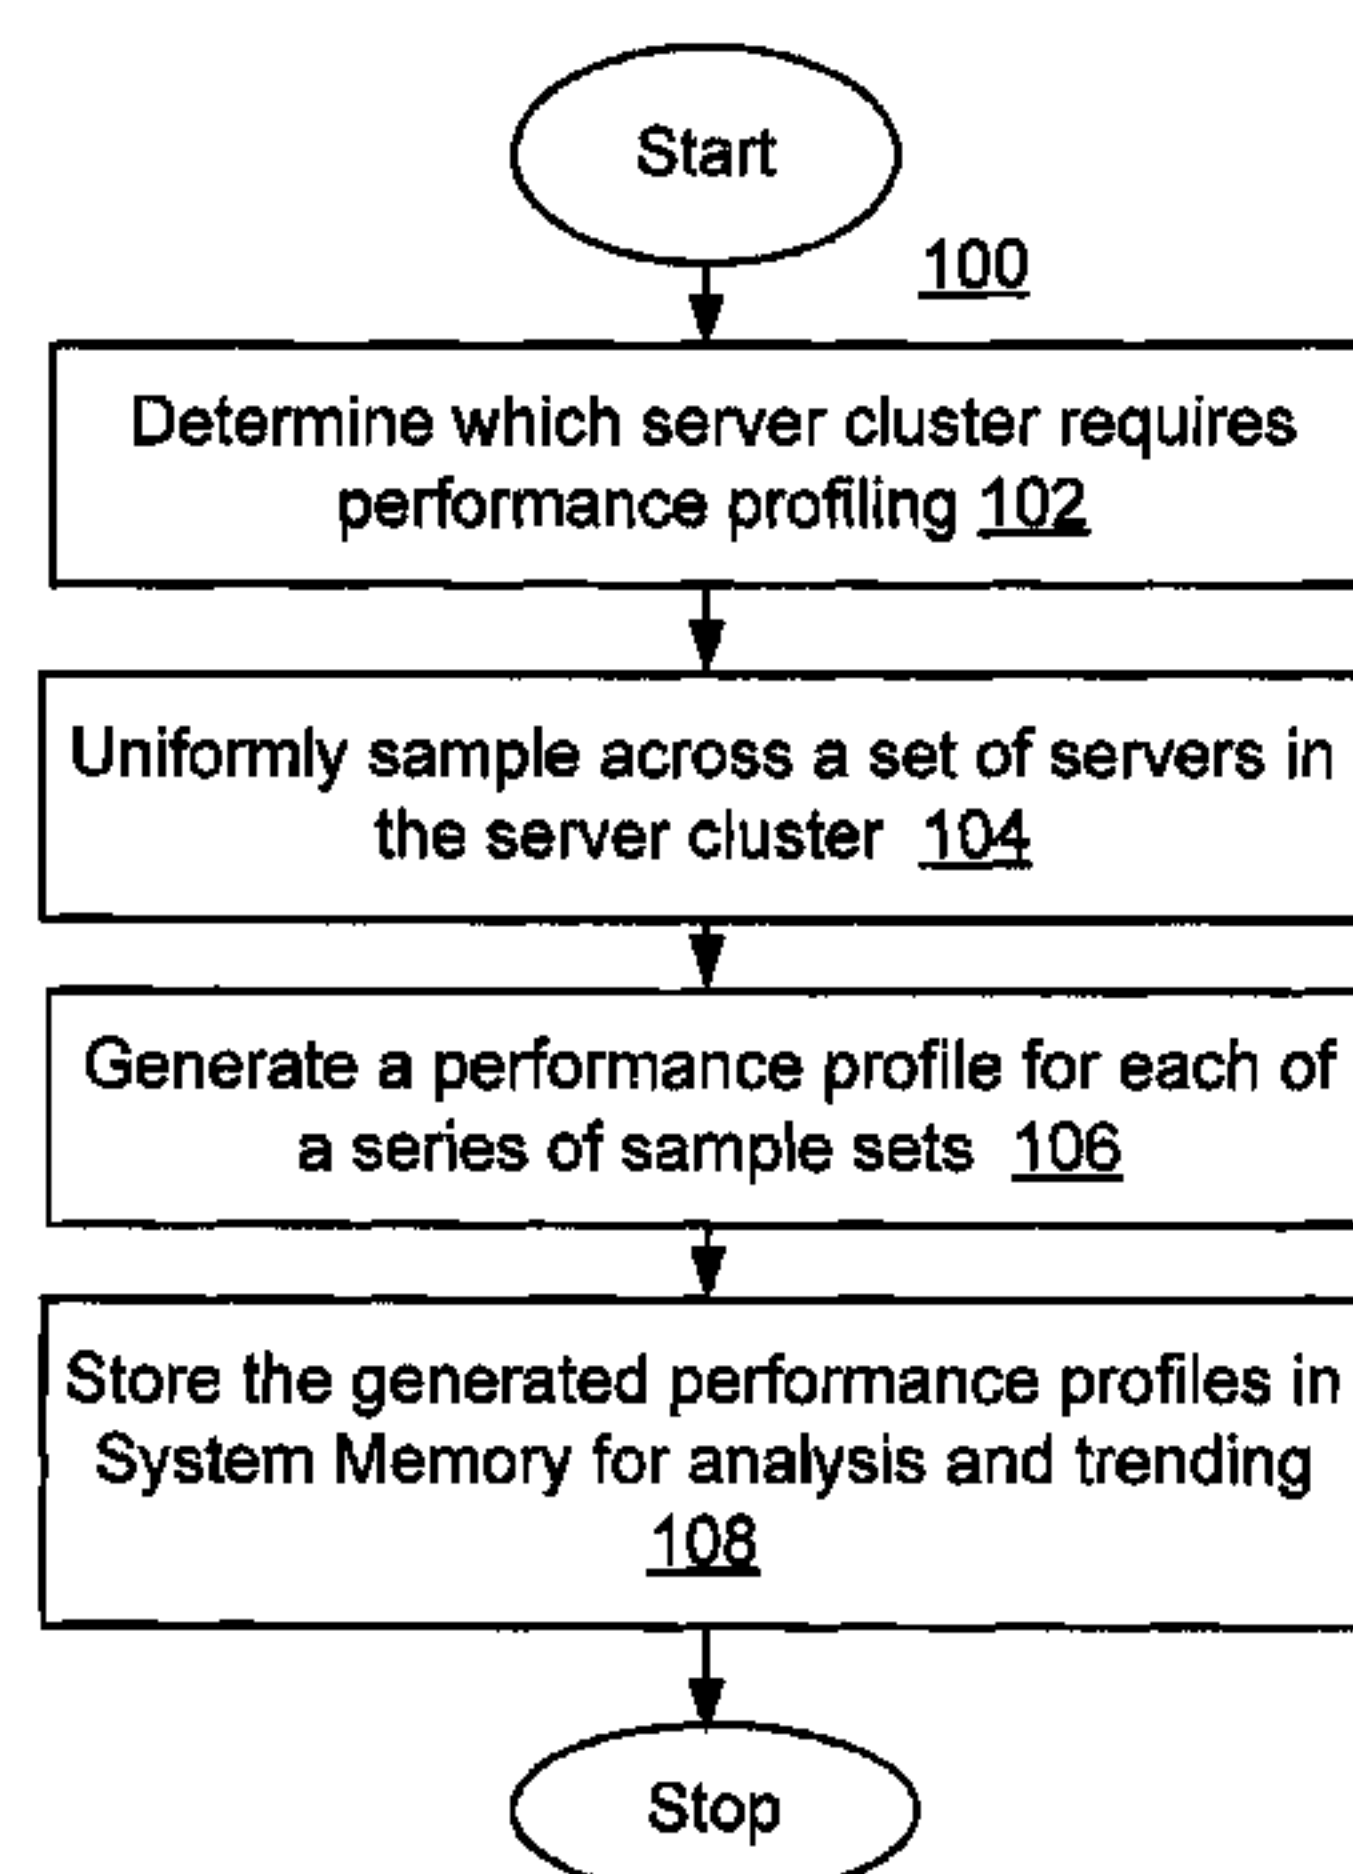 Start
100
Determine which server cluster requires
performance profiling 102
Uniformly sample across a set of servers in
the server cluster 104
Generate a performance profile for each of
a series of sample sets 106
Store the generated performance profiles in
System Memory for analysis and trending
108
Stop